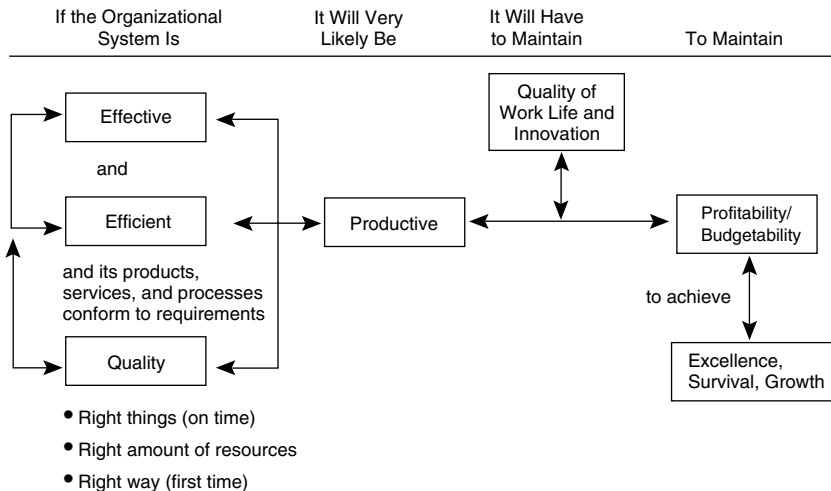 If the Organizational
System Is
It Will Very
Likely Be
It Will Have
to Maintain
To Maintain
Effective
and
Efficient
and its products,
services, and processes
conform to requirements
Quality
• Right things (on time)
• Right amount of resources
• Right way (first time)
Productive
Quality of
Work Life and
Innovation
Profitability/
Budgetability
to achieve
Excellence,
Survival, Growth